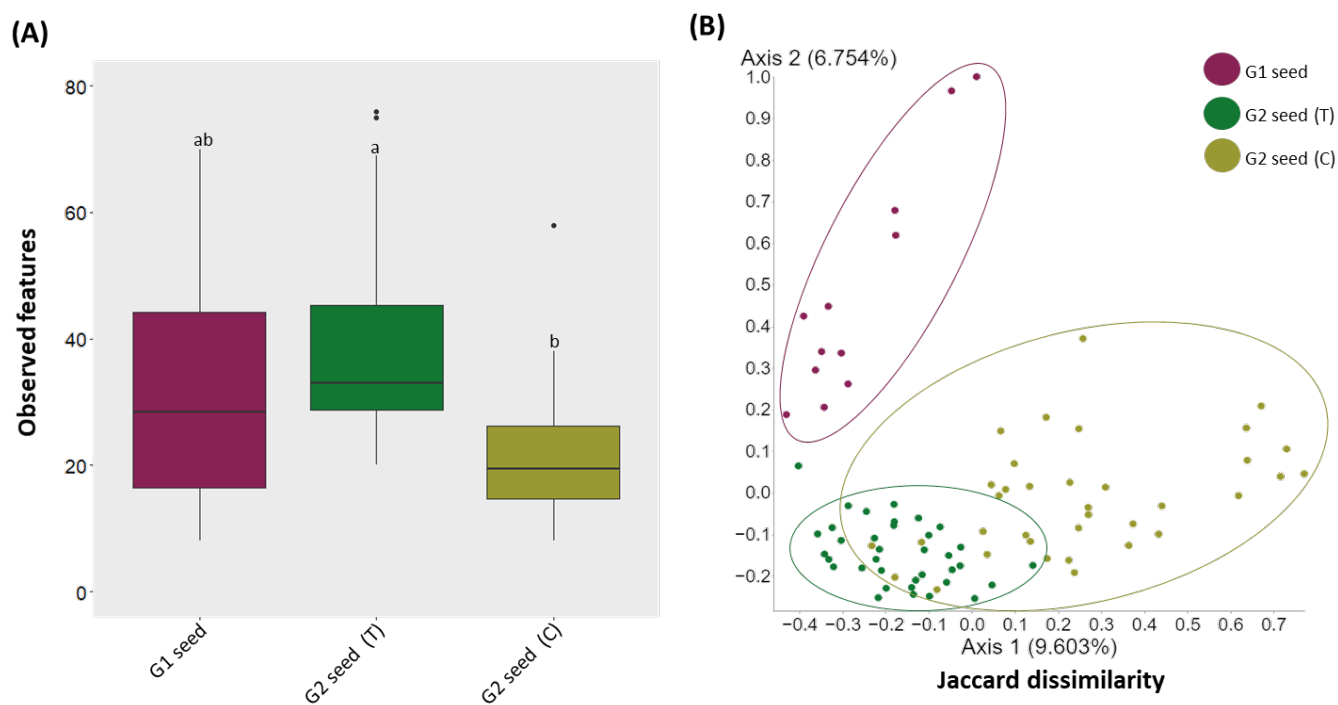 (A)
80
60
40
20
0
Observed features
ab
a
b
G1 seed
G2 seed (T)
G2 seed (C)
(B)
Axis 2 (6.754%)
1.0
0.9
0.8
0.7
0.6
0.5
0.4
0.3
0.2
0.1
0.0
−0.1
−0.2
−0.4
−0.3
−0.2
−0.1
0.0
0.1
0.2
0.3
0.4
0.5
0.6
0.7
Axis 1 (9.603%)
Jaccard dissimilarity
G1 seed
G2 seed (T)
G2 seed (C)